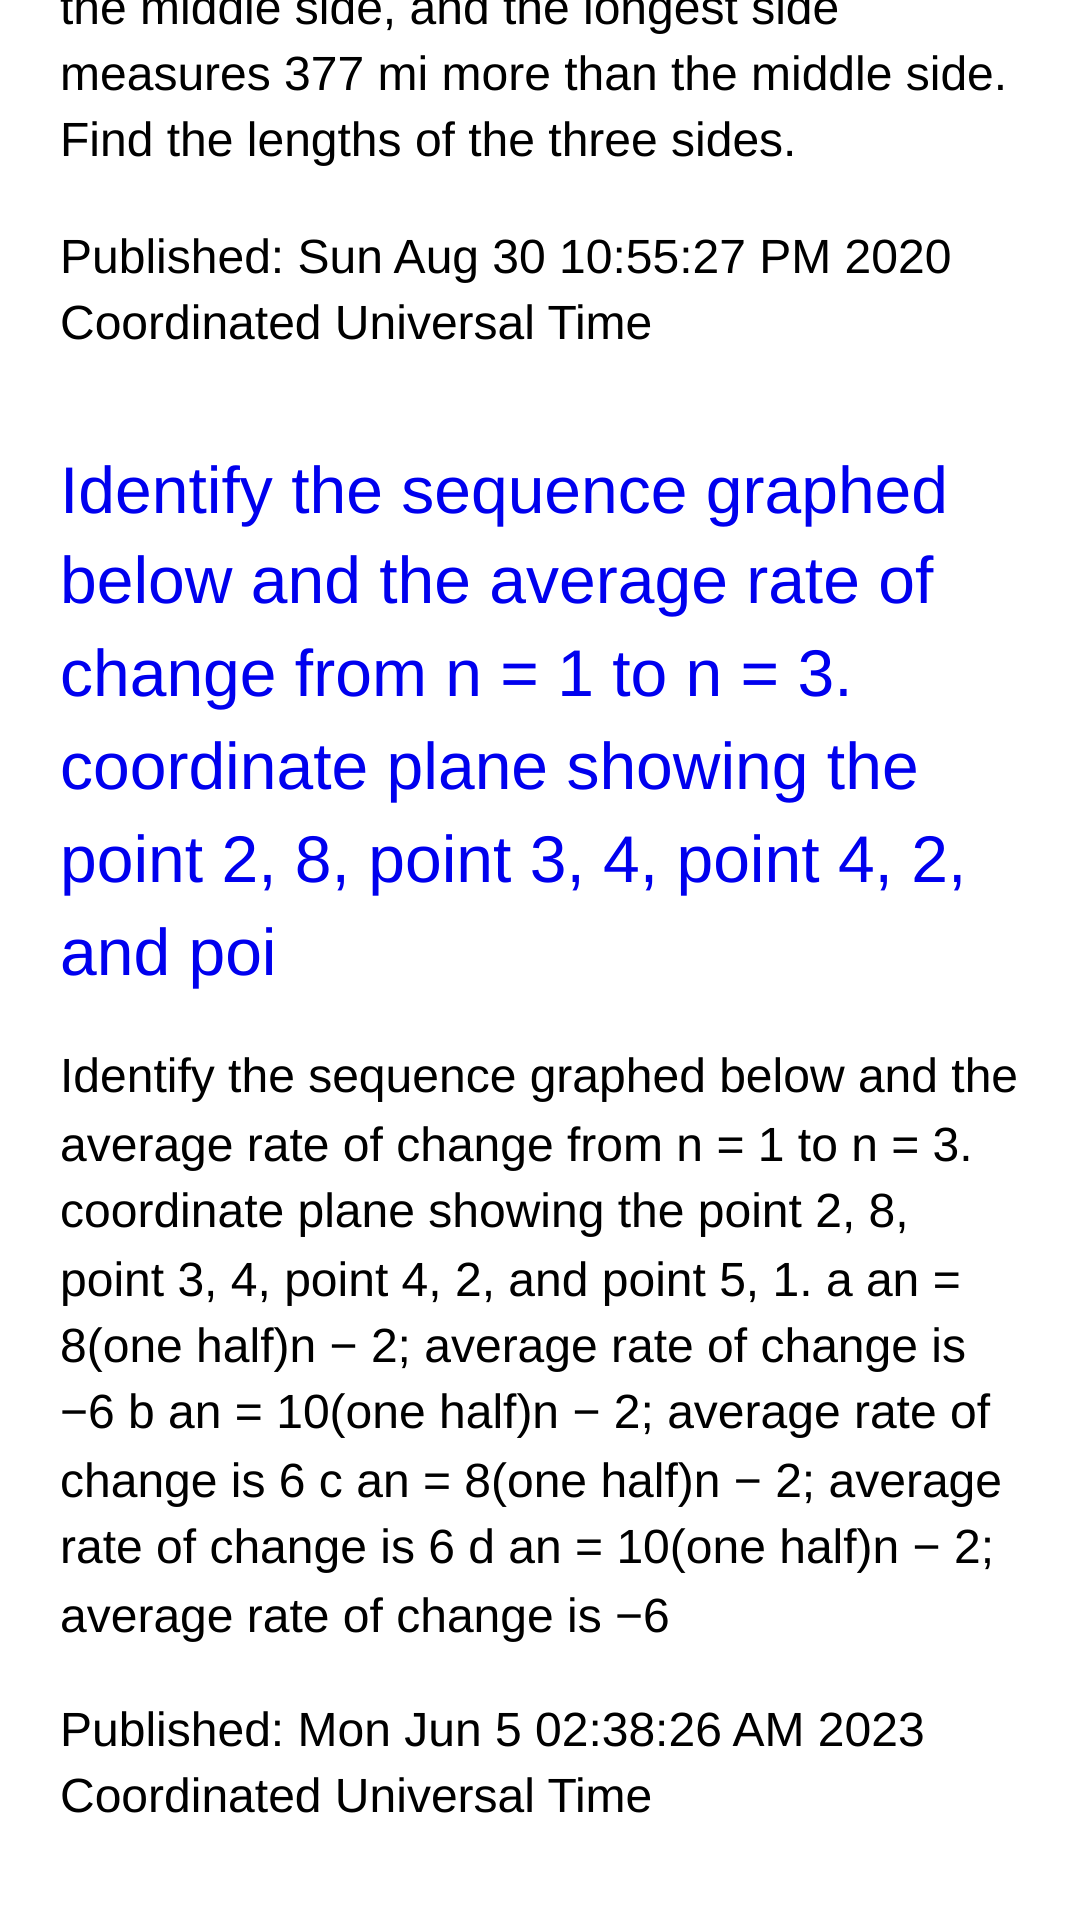 the middle side, and the longest side
measures 377 mi more than the middle side.
Find the lengths of the three sides.
Published: Sun Aug 30 10:55:27 PM 2020
Coordinated Universal Time
Identify the sequence graphed
below and the average rate of
change from n = 1 to n = 3.
coordinate plane showing the
point 2, 8, point 3, 4, point 4, 2,
and poi
Identify the sequence graphed below and the
average rate of change from n = 1 to n = 3.
coordinate plane showing the point 2, 8,
point 3, 4, point 4, 2, and point 5, 1. a an =
8(one half)n − 2; average rate of change is
−6 b an = 10(one half)n − 2; average rate of
change is 6 c an = 8(one half)n − 2; average
rate of change is 6 d an = 10(one half)n − 2;
average rate of change is −6
Published: Mon Jun 5 02:38:26 AM 2023
Coordinated Universal Time